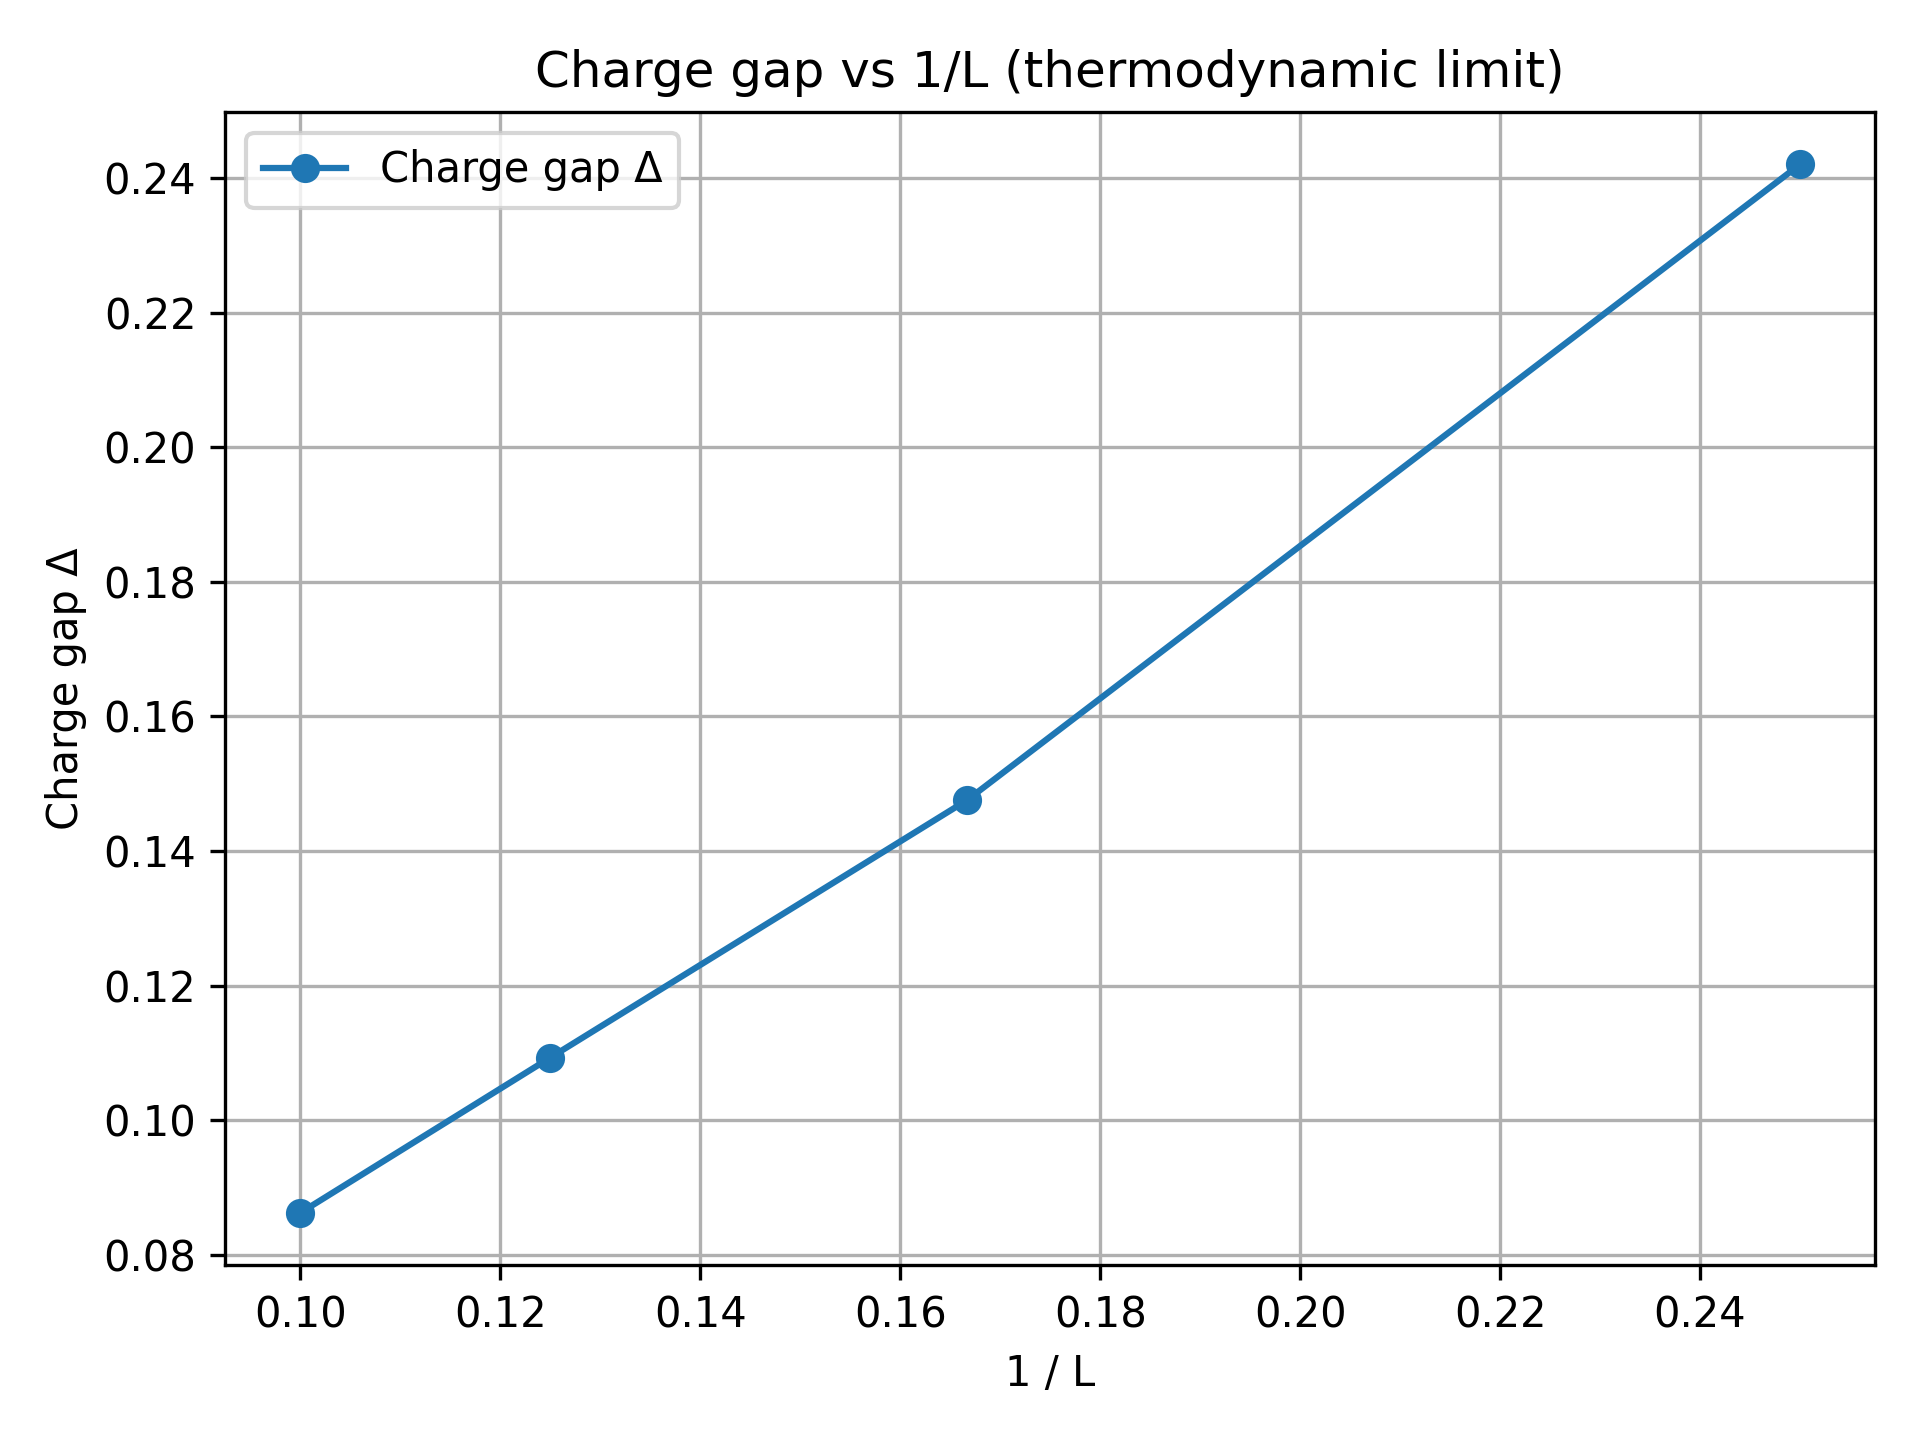 Charge gap vs 1/L (thermodynamic limit)
Charge gap Δ
Charge gap Δ
0.24
0.22
0.20
0.18
0.16
0.14
0.12
0.10
0.08
0.10 0.12 0.14 0.16 0.18 0.20 0.22 0.24
1 / L